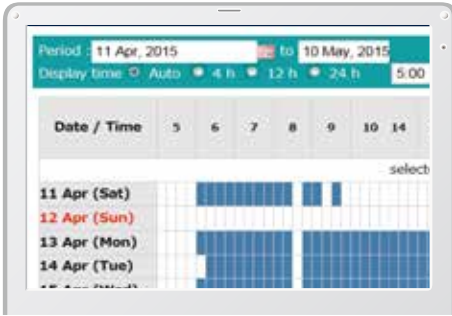 Period : 11 Apr, 2015 to 10 May, 2015
Display time Auto 4 h 12 h 24 h 5:00
Date / Time 5 6 7 8 9 10 14
11 Apr (Sat)
12 Apr (Sun)
13 Apr (Mon)
14 Apr (Tue)